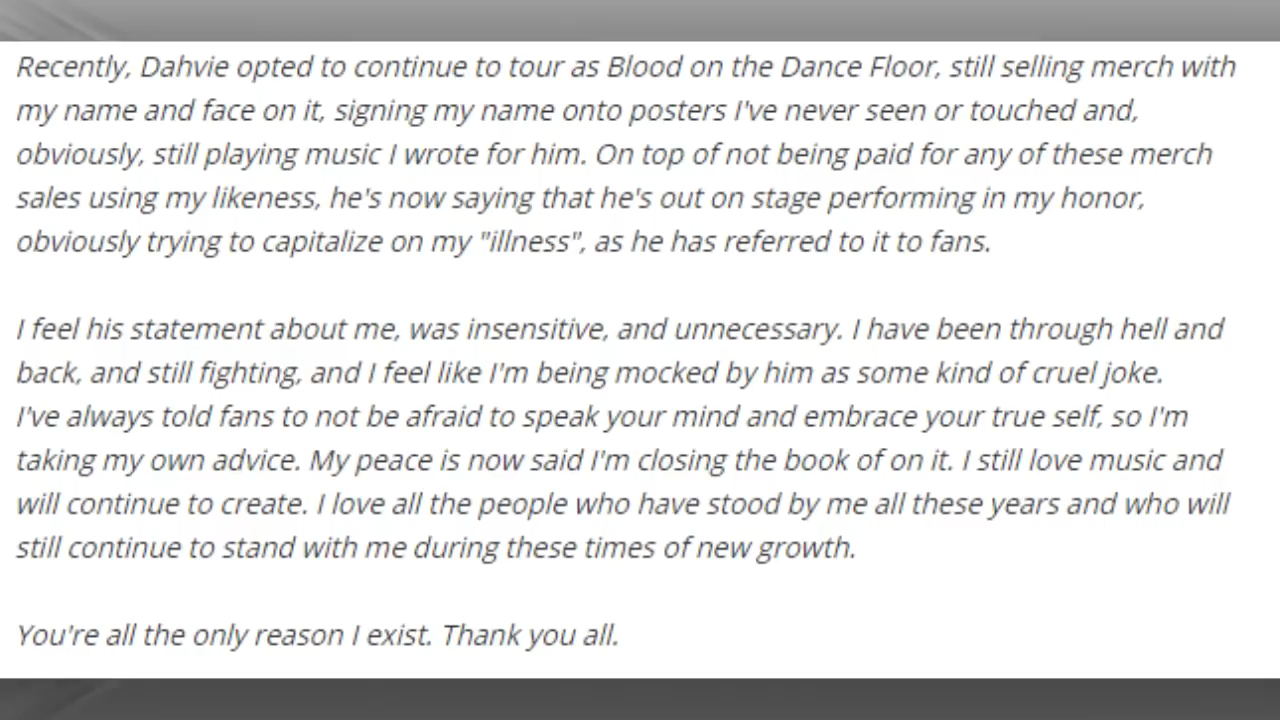 Recently, Dahvie opted to continue to tour as Blood on the Dance Floor, still selling merch with
my name and face on it, signing my name onto posters I've never seen or touched and,
obviously, still playing music I wrote for him. On top of not being paid for any of these merch
sales using my likeness, he's now saying that he's out on stage performing in my honor,
obviously trying to capitalize on my "illness", as he has referred to it to fans.
I feel his statement about me, was insensitive, and unnecessary. I have been through hell and
back, and still fighting, and I feel like I'm being mocked by him as some kind of cruel joke.
I've always told fans to not be afraid to speak your mind and embrace your true self, so I'm
taking my own advice. My peace is now said I'm closing the book of on it. I still love music and
will continue to create. I love all the people who have stood by me all these years and who will
still continue to stand with me during these times of new growth.
You're all the only reason I exist. Thank you all.